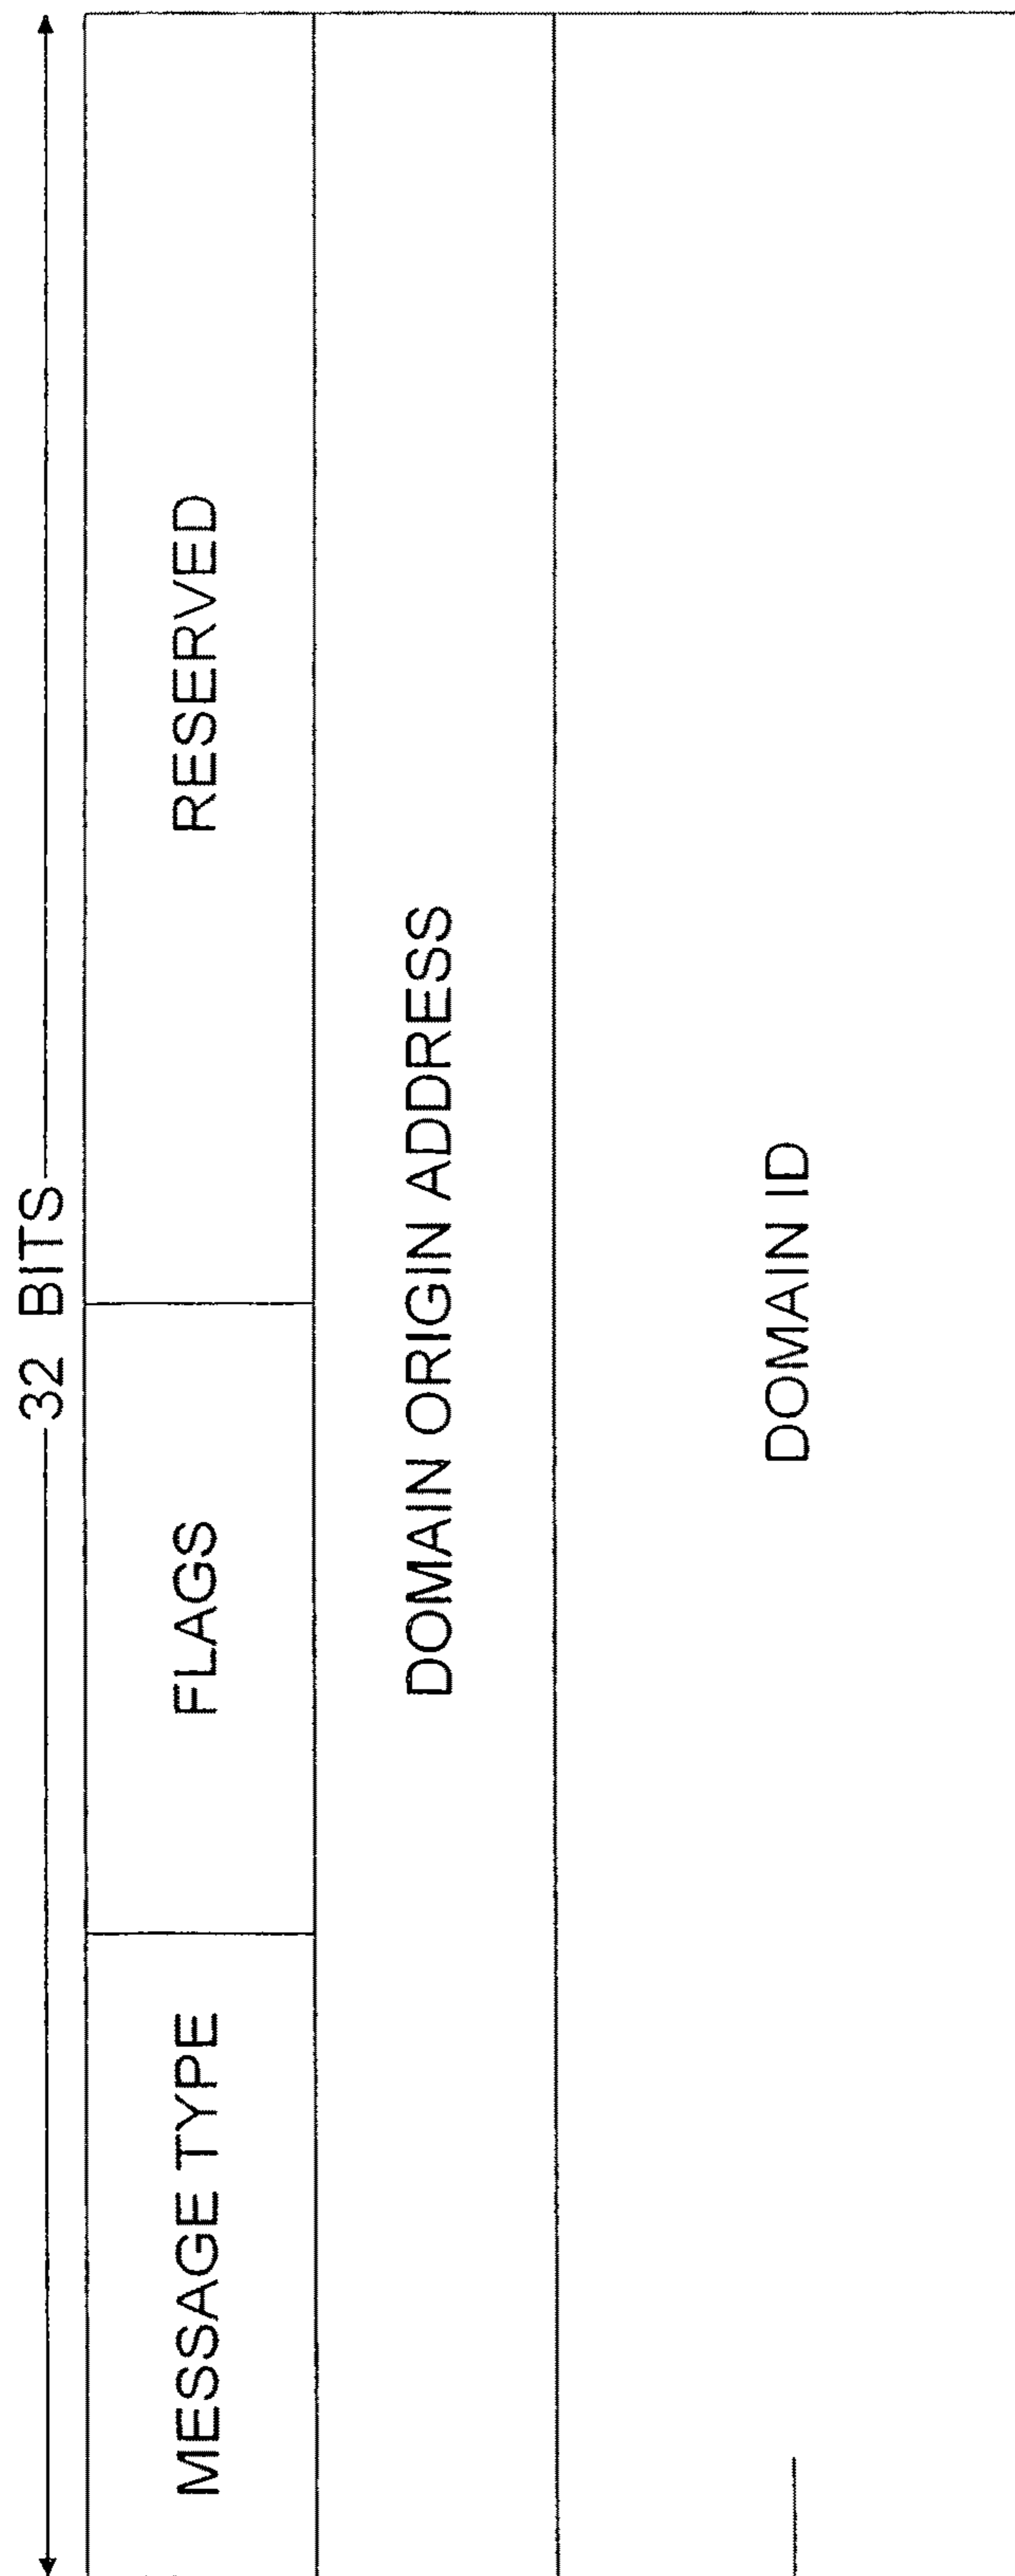 32 BITS
MESSAGE TYPE
FLAGS
RESERVED
DOMAIN ORIGIN ADDRESS
DOMAIN ID